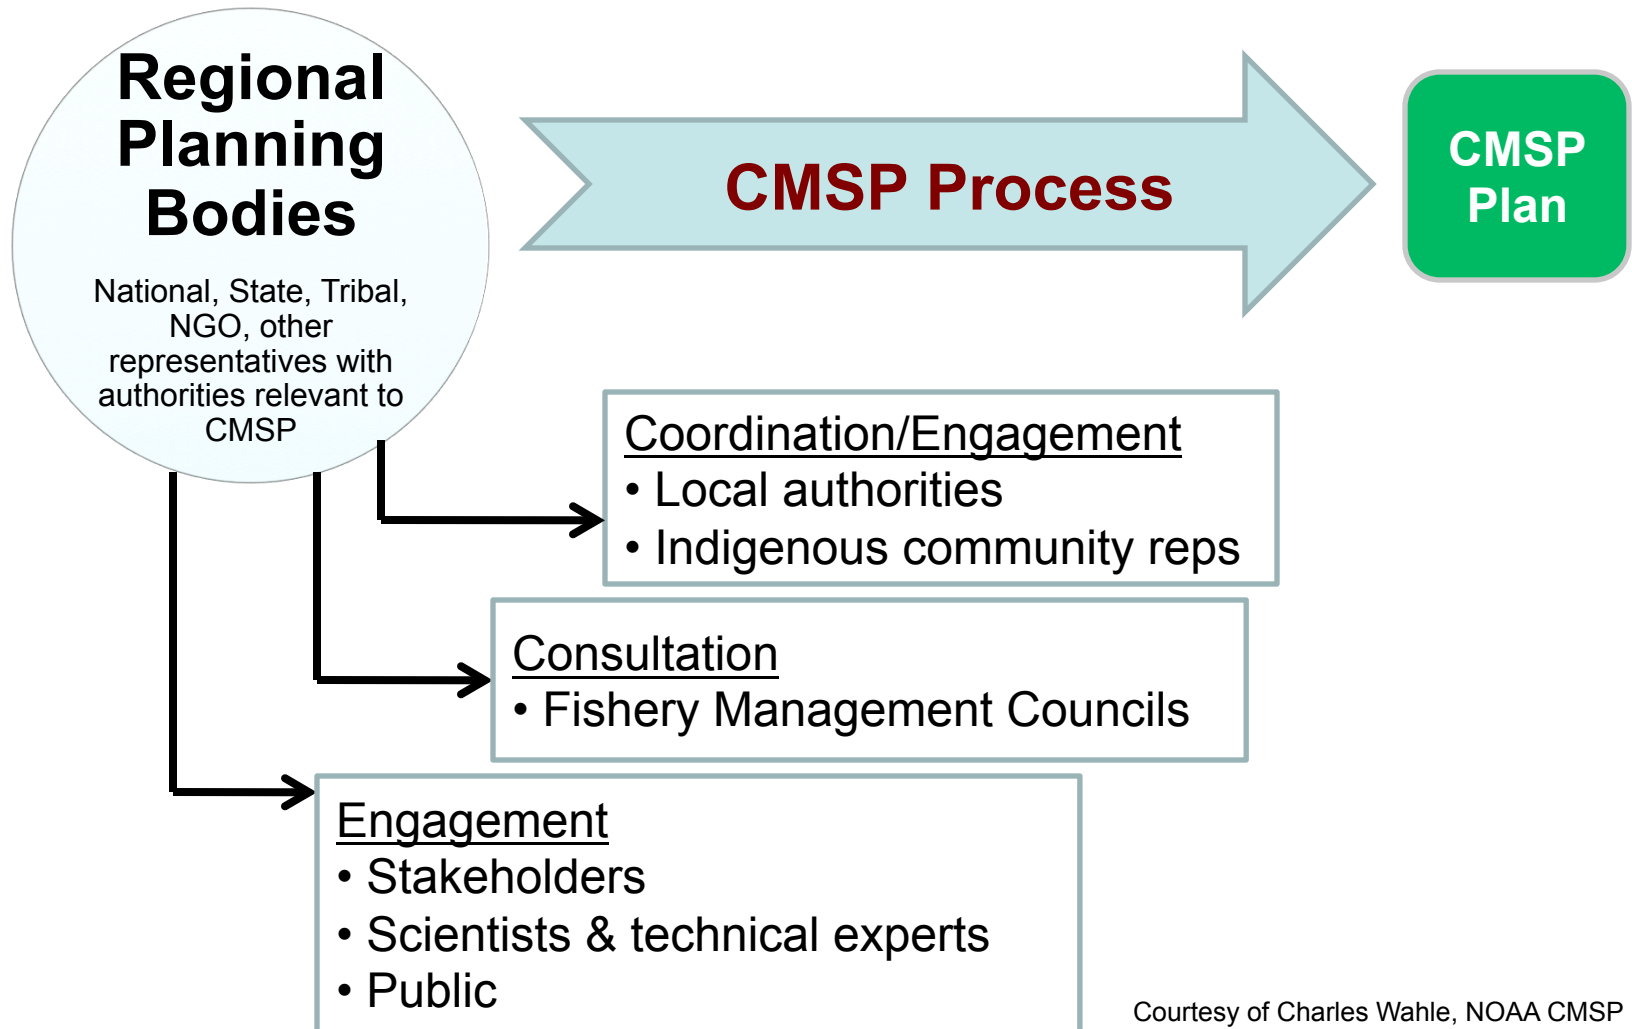 Regional
Planning
Bodies
National, State, Tribal,
NGO, other
representatives with
authorities relevant to
CMSP
CMSP Process
CMSP
Plan
Coordination/Engagement
• Local authorities
• Indigenous community reps
Consultation
• Fishery Management Councils
Engagement
• Stakeholders
• Scientists & technical experts
• Public
Courtesy of Charles Wahle, NOAA CMSP